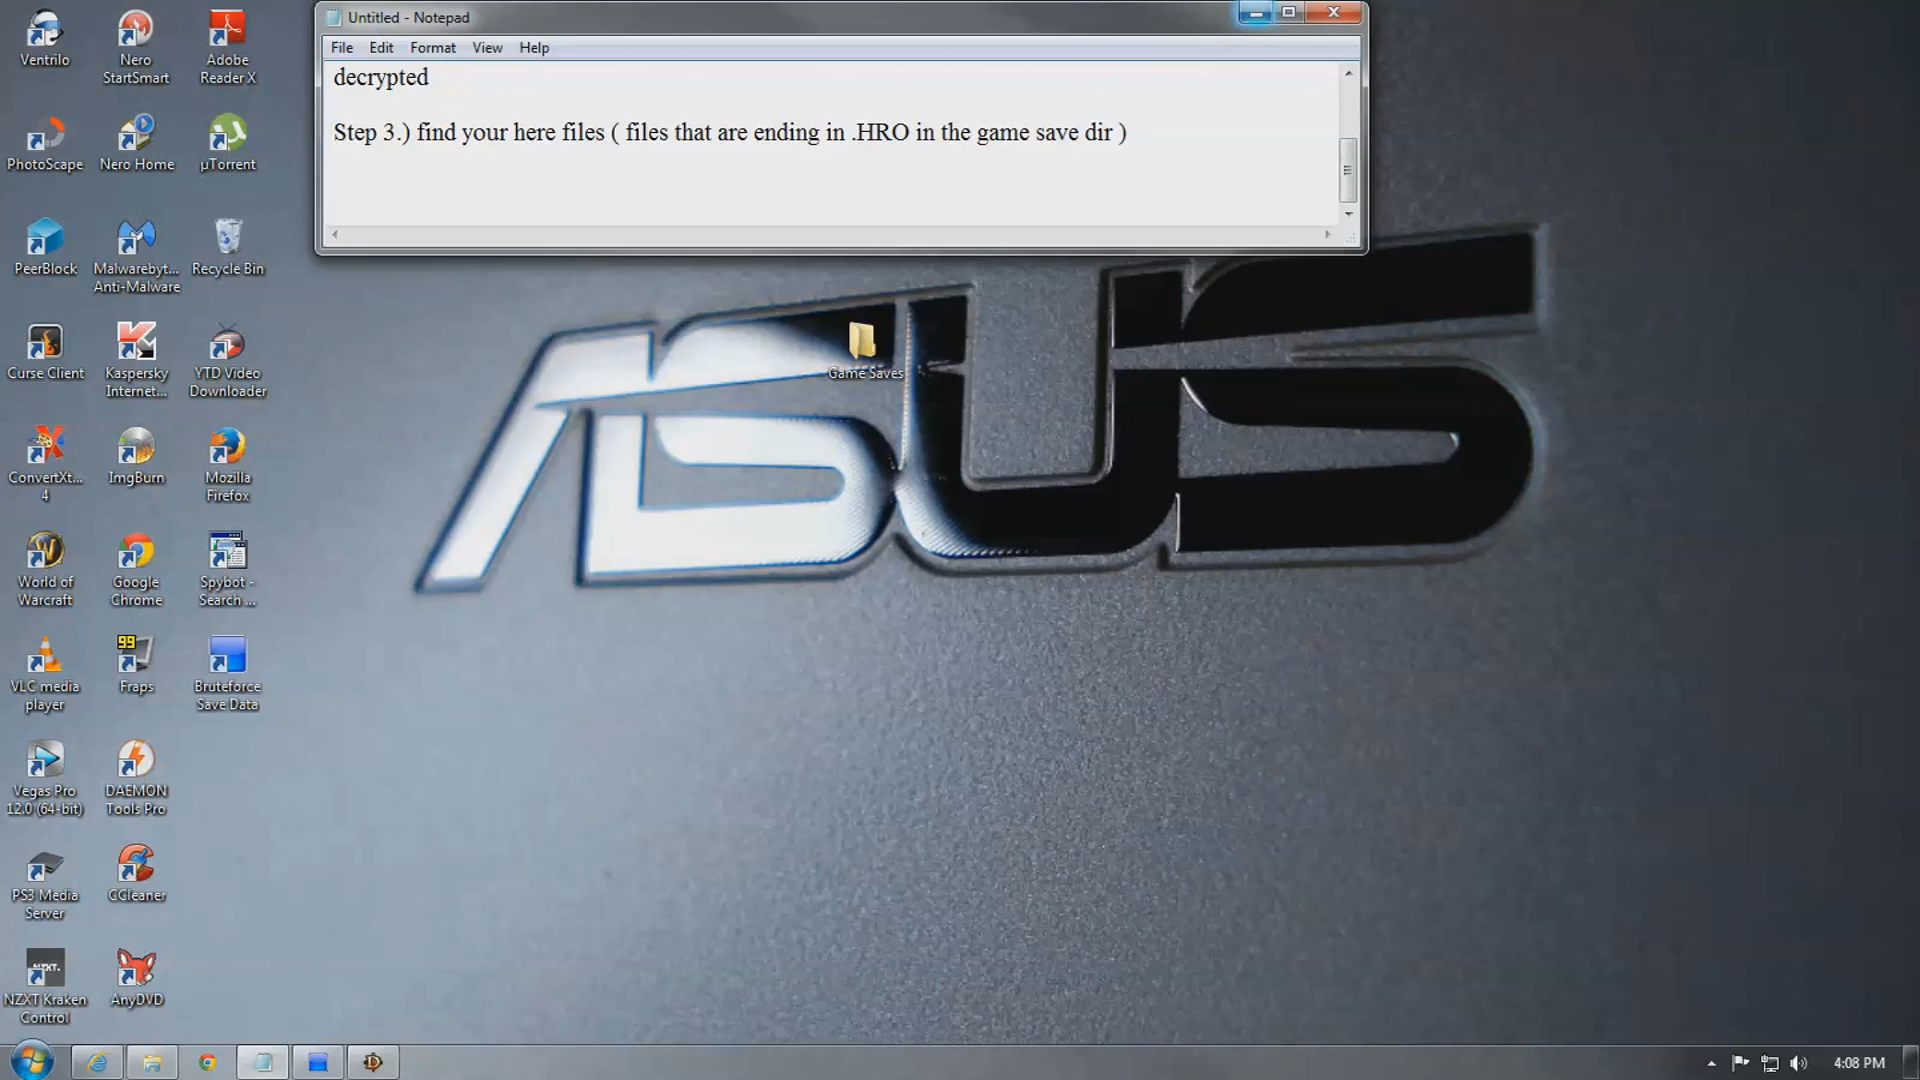 Untitled - Notepad
File Edit Format View Help
decrypted
Step 3.) find your here files ( files that are ending in .HRO in the game save dir )
Ventrilo
Nero
StartSmart
Adobe
Reader X
PhotoScape
Nero Home
µTorrent
PeerBlock
Malwarebyt...
Anti-Malware
Recycle Bin
Curse Client
Kaspersky
Internet...
YTD Video
Downloader
ConvertXt...
4
ImgBurn
Mozilla
Firefox
World of
Warcraft
Google
Chrome
Spybot -
Search ...
99
VLC media
player
Fraps
Bruteforce
Save Data
Vegas Pro
12.0 (64-bit)
DAEMON
Tools Pro
PS3 Media
Server
CCleaner
NZXT.
NZXT Kraken
Control
AnyDVD
Game Saves
ASUS
4:08 PM